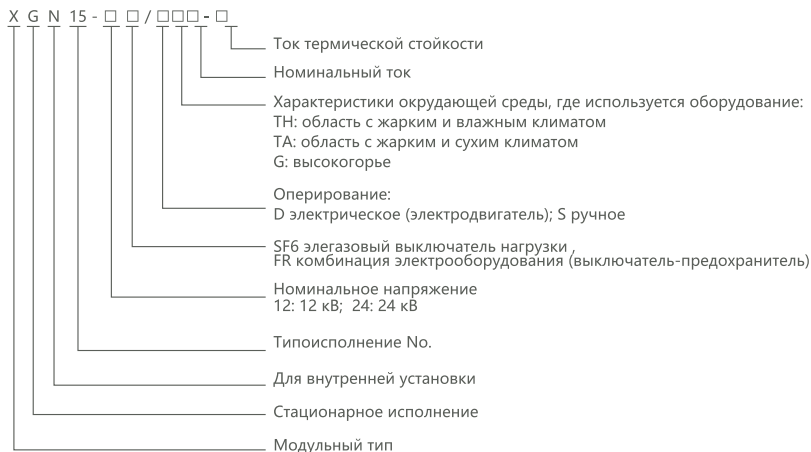 X G N 15 - □ □ / □□□ - □
Ток термической стойкости
Номинальный ток
Характеристики окрудающей среды, где используется оборудование:
TH: область с жарким и влажным климатом
TA: область с жарким и сухим климатом
G: высокогорье
Оперирование:
D электрическое (электродвигатель); S ручное
SF6 элегазовый выключатель нагрузки ,
FR комбинация электрооборудования (выключатель-предохранитель)
Номинальное напряжение
12: 12 кВ; 24: 24 кВ
Типоисполнение No.
Для внутренней установки
Стационарное исполнение
Модульный тип